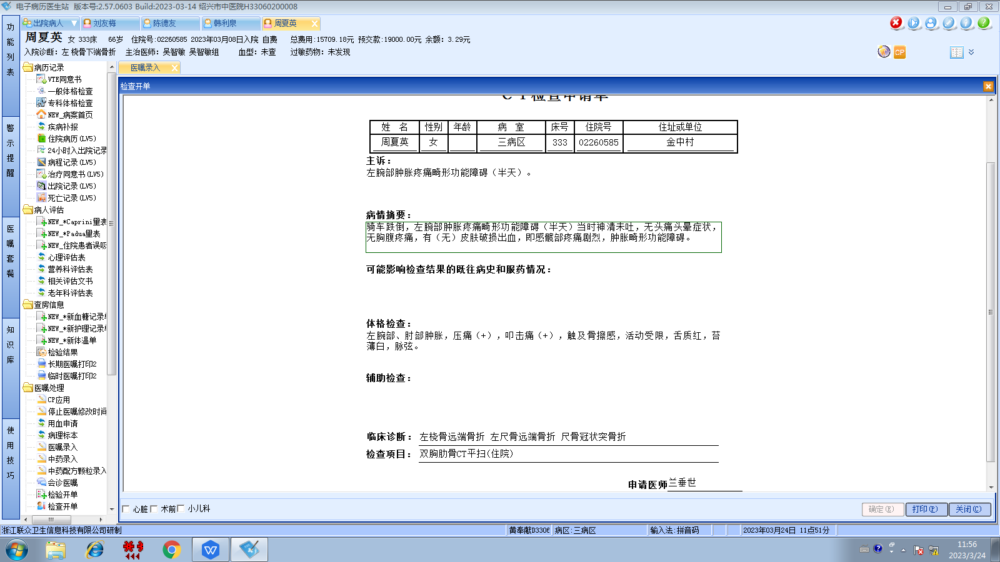 电子病历医生站 版本号:2.57.0603 Build:2023-03-14 绍兴市中医院H33060200008
功能列表
警示提醒
医嘱套餐
知识库
使用技巧
出院病人 刘友梅 陈德友 韩利泉 周夏英
周夏英 女 333床 66岁 住院号:02260585 2023年03月08日入院 自费 总费用:15709.18元 预交款:19000.00元 余额: 3.29元
入院诊断: 左 桡骨下端骨折 主治医师: 吴智敏 吴智敏组 血型: 未查 过敏药物: 未发现
CP
病历记录
VTE同意书
一般体格检查
专科体格检查
NEW_病案首页
疾病补报
住院病历(LV5)
24小时入出院记录
病程记录(LV5)
治疗同意书(LV5)
出院记录(LV5)
死亡记录(LV5)
病人评估
NEW_*Caprini量表
NEW_*Padua量表
NEW_住院患者误吸
心理评估表
营养科评估表
相关评估文书
老年科评估表
查房信息
NEW_*新血糖记录单
NEW_*新护理记录单
NEW_*新体温单
检验结果
长期医嘱打印2
临时医嘱打印2
医嘱处理
CP应用
停止医嘱修改时间
用血申请
病理标本
医嘱录入
中药录入
中药配方颗粒录入
会诊医嘱
检验开单
检查开单
医嘱录入
检查开单
CT检查申请单
姓 名 性别 年龄 病 室 床号 住院号 住址或单位
周夏英 女 三病区 333 02260585 金中村
主诉：
左腕部肿胀疼痛畸形功能障碍（半天）。
病情摘要：
骑车跌倒，左腕部肿胀疼痛畸形功能障碍（半天）当时神清未吐，无头痛头晕症状，
无胸腹疼痛，有（无）皮肤破损出血，即感髋部疼痛剧烈，肿胀畸形功能障碍。
可能影响检查结果的既往病史和服药情况：
体格检查：
左腕部、肘部肿胀，压痛（+），叩击痛（+），触及骨擦感，活动受限，舌质红，苔
薄白，脉弦。
辅助检查：
临床诊断： 左桡骨远端骨折 左尺骨远端骨折 尺骨冠状突骨折
检查项目： 双胸肋骨CT平扫(住院)
申请医师 兰垂世
心脏 术前 小儿科
确定(E) 打印(P) 关闭(C)
浙江联众卫生信息科技有限公司研制 黄奉献D3306 病区:三病区 输入法:拼音码 2023年03月24日 11点51分
11:56
2023/3/24